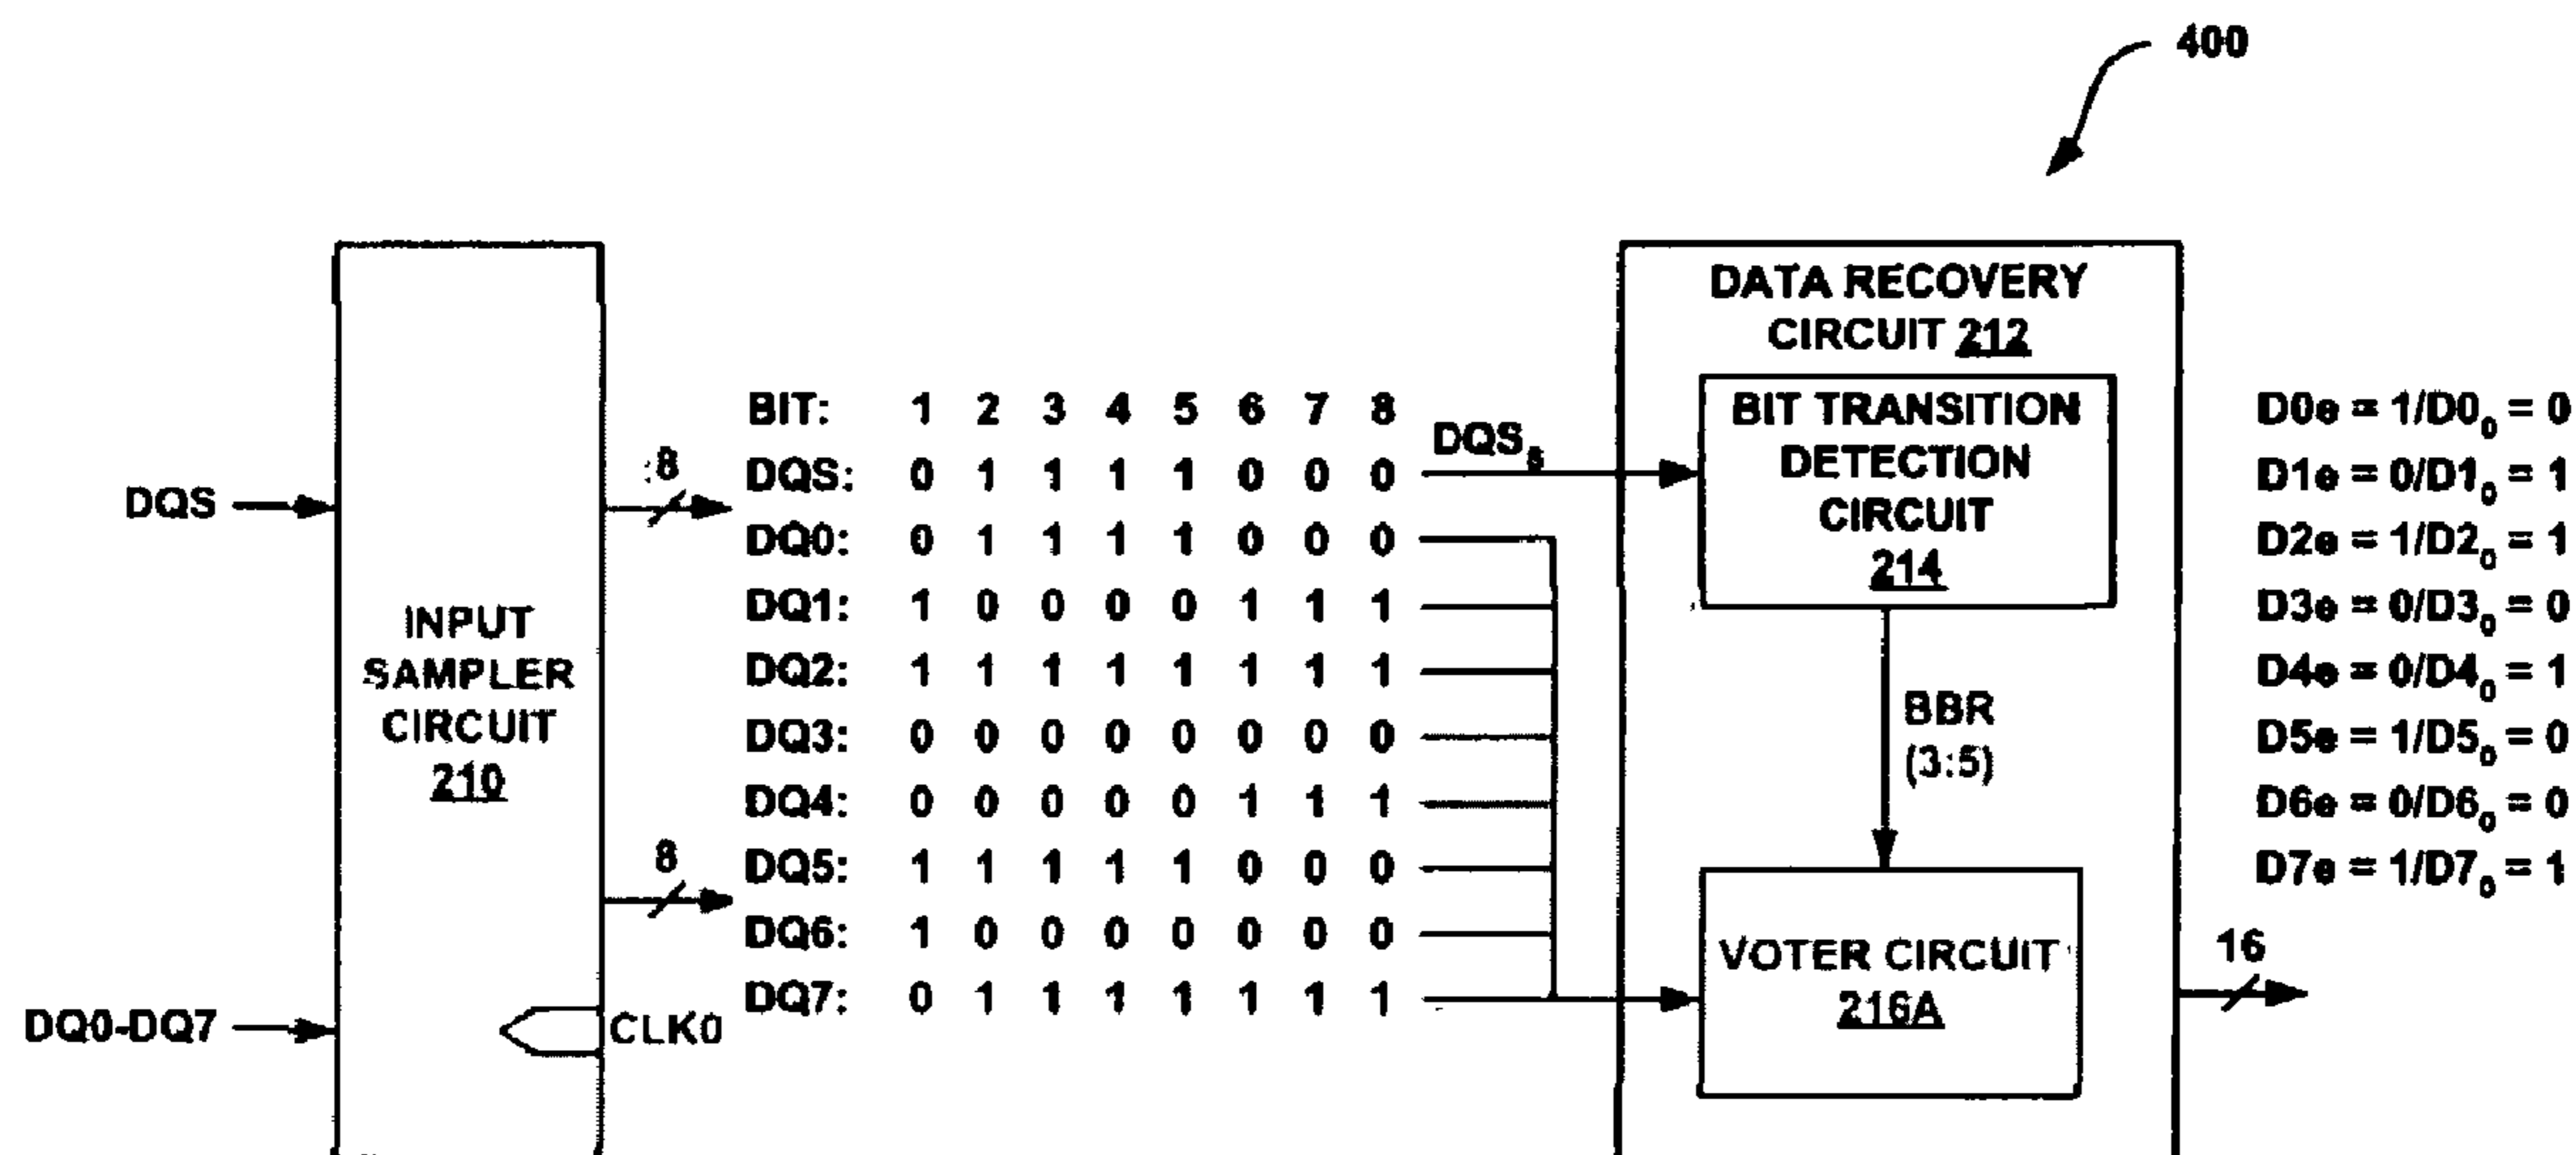 400
DATA RECOVERY
CIRCUIT 212
BIT TRANSITION
DETECTION
CIRCUIT
214
DQS
DQ0-DQ7
INPUT
SAMPLER
CIRCUIT
210
CLK0
8
8
BIT: 1 2 3 4 5 6 7 8
DQS: 0 1 1 1 1 0 0 0
DQ0: 0 1 1 1 1 0 0 0
DQ1: 1 0 0 0 0 1 1 1
DQ2: 1 1 1 1 1 1 1 1
DQ3: 0 0 0 0 0 0 0 0
DQ4: 0 0 0 0 0 1 1 1
DQ5: 1 1 1 1 1 0 0 0
DQ6: 1 0 0 0 0 0 0 0
DQ7: 0 1 1 1 1 1 1 1
DQSs
BBR
(3:5)
VOTER CIRCUIT
216A
D0e = 1/D0o = 0
D1e = 0/D1o = 1
D2e = 1/D2o = 1
D3e = 0/D3o = 0
D4e = 0/D4o = 1
D5e = 1/D5o = 0
D6e = 0/D6o = 0
D7e = 1/D7o = 1
16